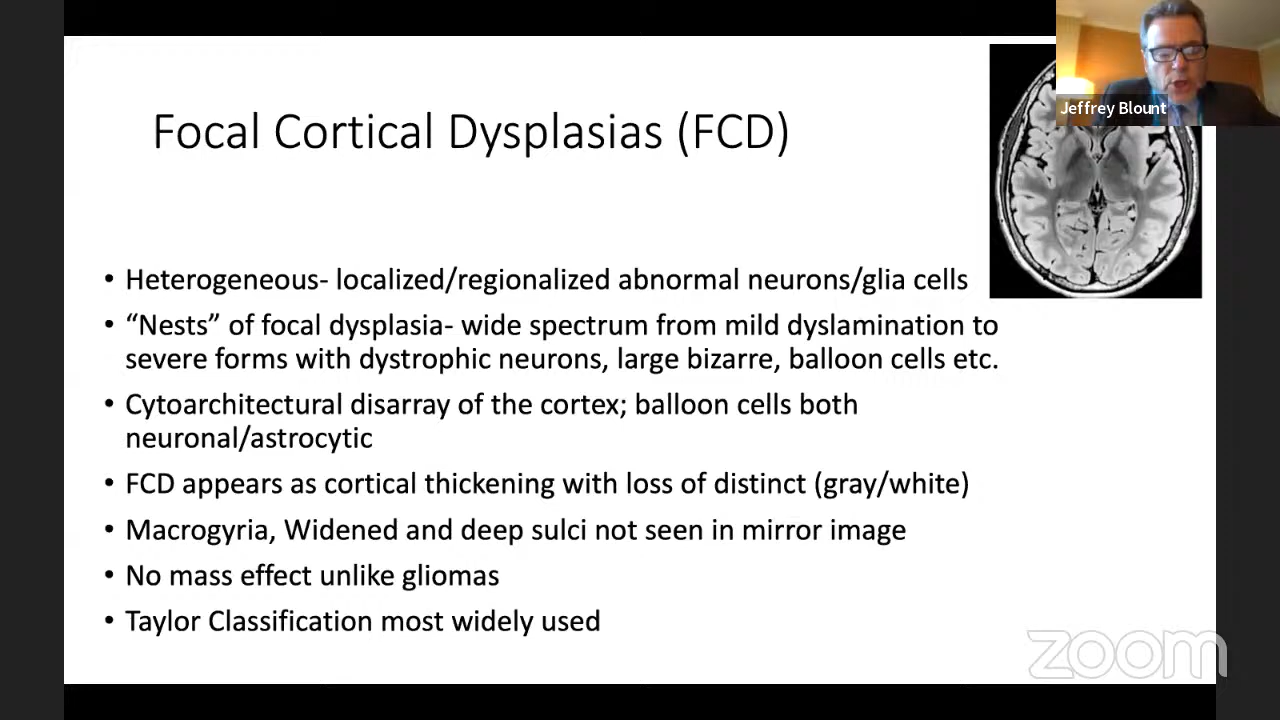 Jeffrey Blount
Focal Cortical Dysplasias (FCD)
• Heterogeneous- localized/regionalized abnormal neurons/glia cells
• “Nests” of focal dysplasia- wide spectrum from mild dyslamination to
severe forms with dystrophic neurons, large bizarre, balloon cells etc.
• Cytoarchitectural disarray of the cortex; balloon cells both
neuronal/astrocytic
• FCD appears as cortical thickening with loss of distinct (gray/white)
• Macrogyria, Widened and deep sulci not seen in mirror image
• No mass effect unlike gliomas
• Taylor Classification most widely used
zoom